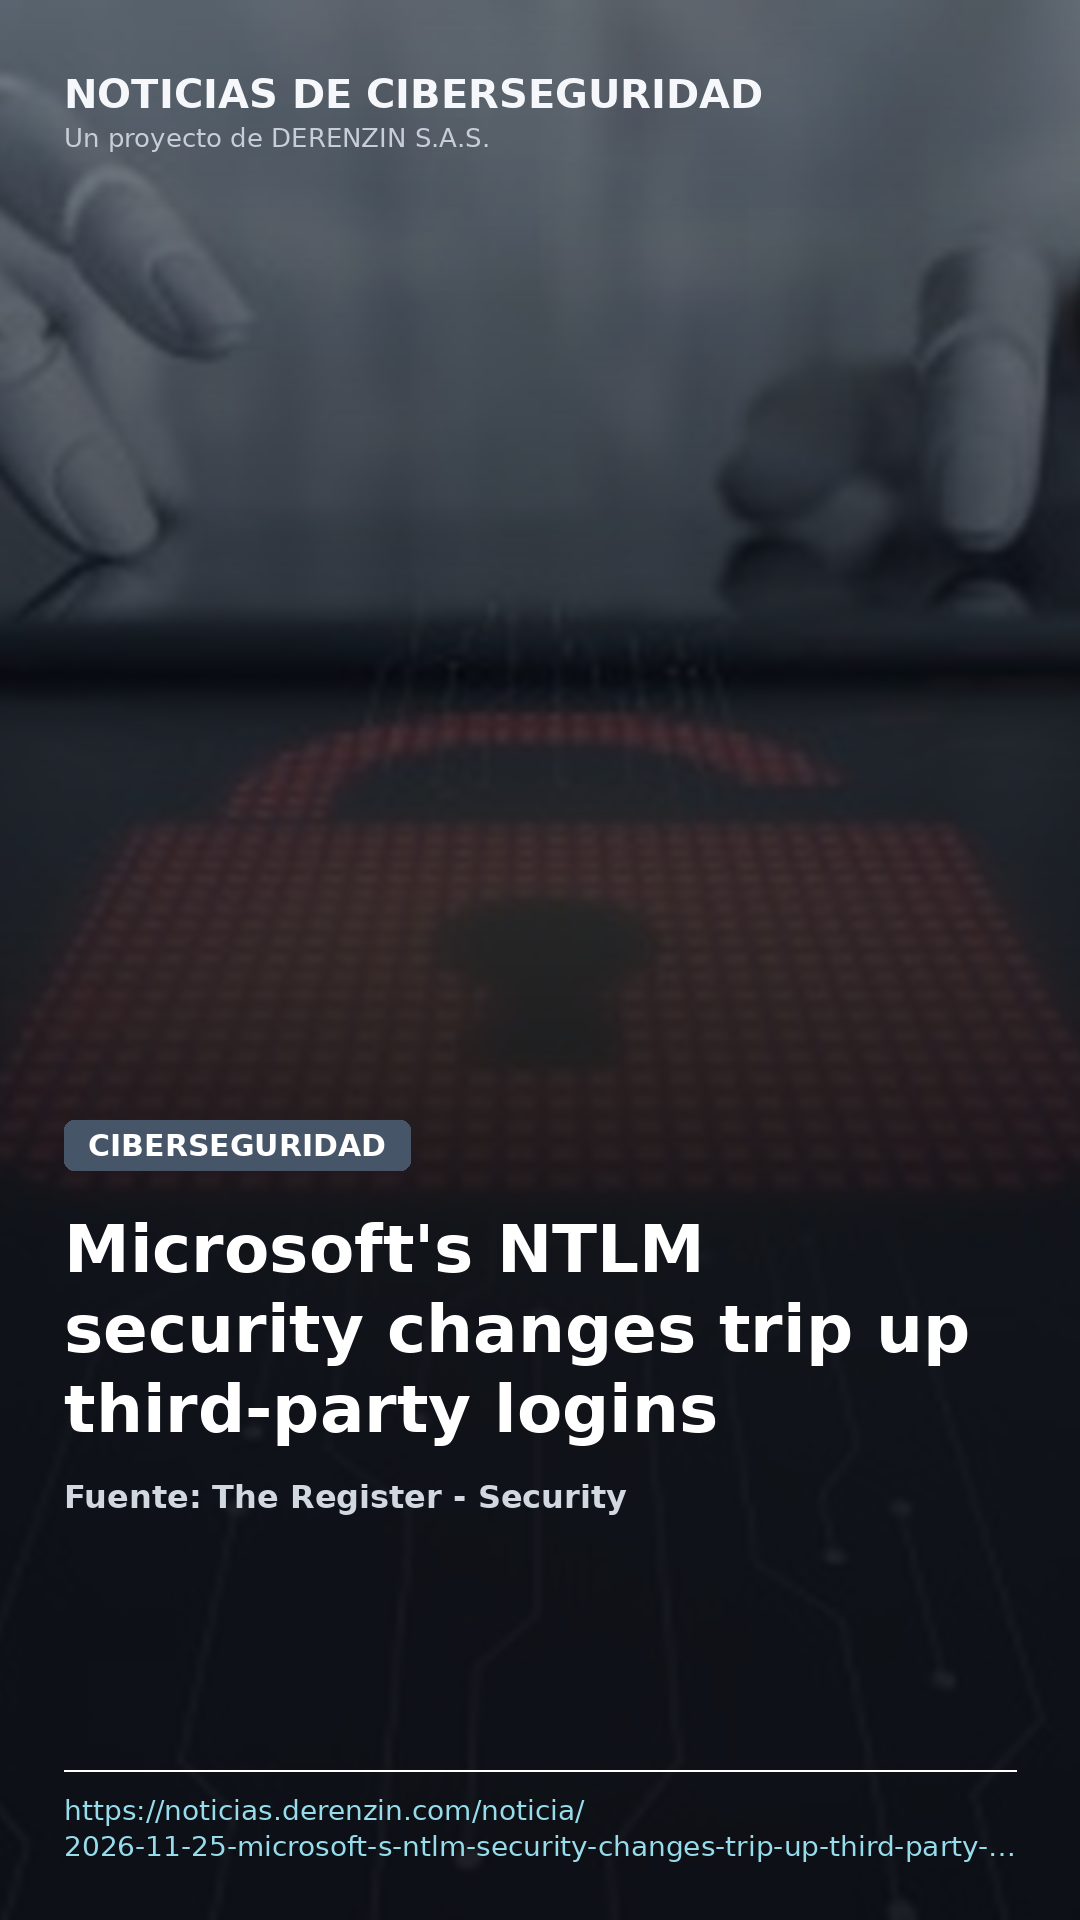 NOTICIAS DE CIBERSEGURIDAD
Un proyecto de DERENZIN S.A.S.
CIBERSEGURIDAD
Microsoft's NTLM
security changes trip up
third-party logins
Fuente: The Register - Security
https://noticias.derenzin.com/noticia/
2026-11-25-microsoft-s-ntlm-security-changes-trip-up-third-party-...